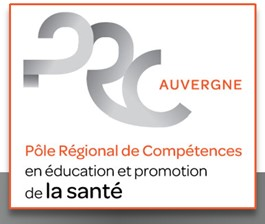 PRC
AUVERGNE
Pôle Régional de Compétences
en éducation et promotion
de la santé